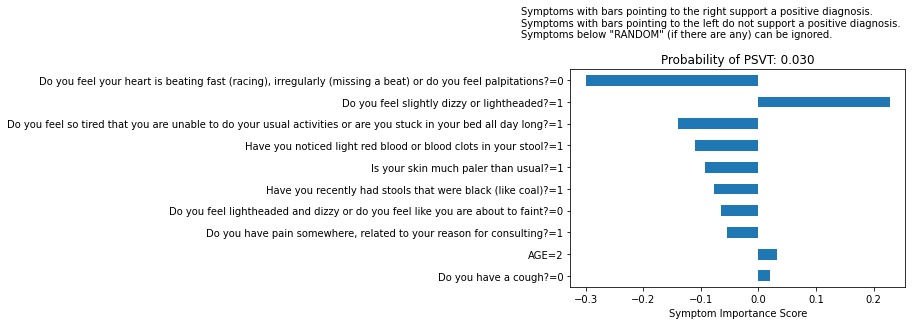 Symptoms with bars pointing to the right support a positive diagnosis.
Symptoms with bars pointing to the left do not support a positive diagnosis.
Symptoms below "RANDOM" (if there are any) can be ignored.
Probability of PSVT: 0.030
Do you feel your heart is beating fast (racing), irregularly (missing a beat) or do you feel palpitations?=0
Do you feel slightly dizzy or lightheaded?=1
Do you feel so tired that you are unable to do your usual activities or are you stuck in your bed all day long?=1
Have you noticed light red blood or blood clots in your stool?=1
Is your skin much paler than usual?=1
Have you recently had stools that were black (like coal)?=1
Do you feel lightheaded and dizzy or do you feel like you are about to faint?=0
Do you have pain somewhere, related to your reason for consulting?=1
AGE=2
Do you have a cough?=0
−0.3 −0.2 −0.1 0.0 0.1 0.2
Symptom Importance Score